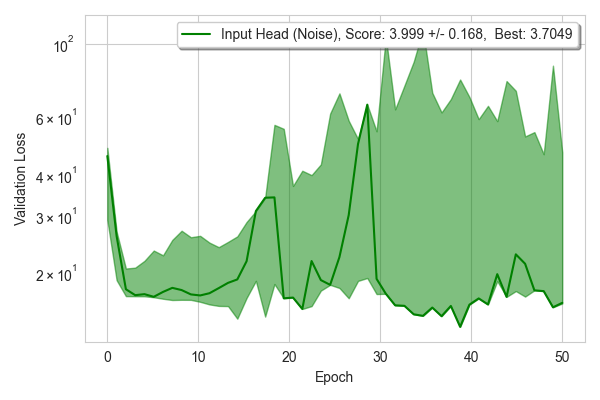 Input Head (Noise), Score: 3.999 +/- 0.168,  Best: 3.7049
Validation Loss
10²
6 × 10¹
4 × 10¹
3 × 10¹
2 × 10¹
0 10 20 30 40 50
Epoch